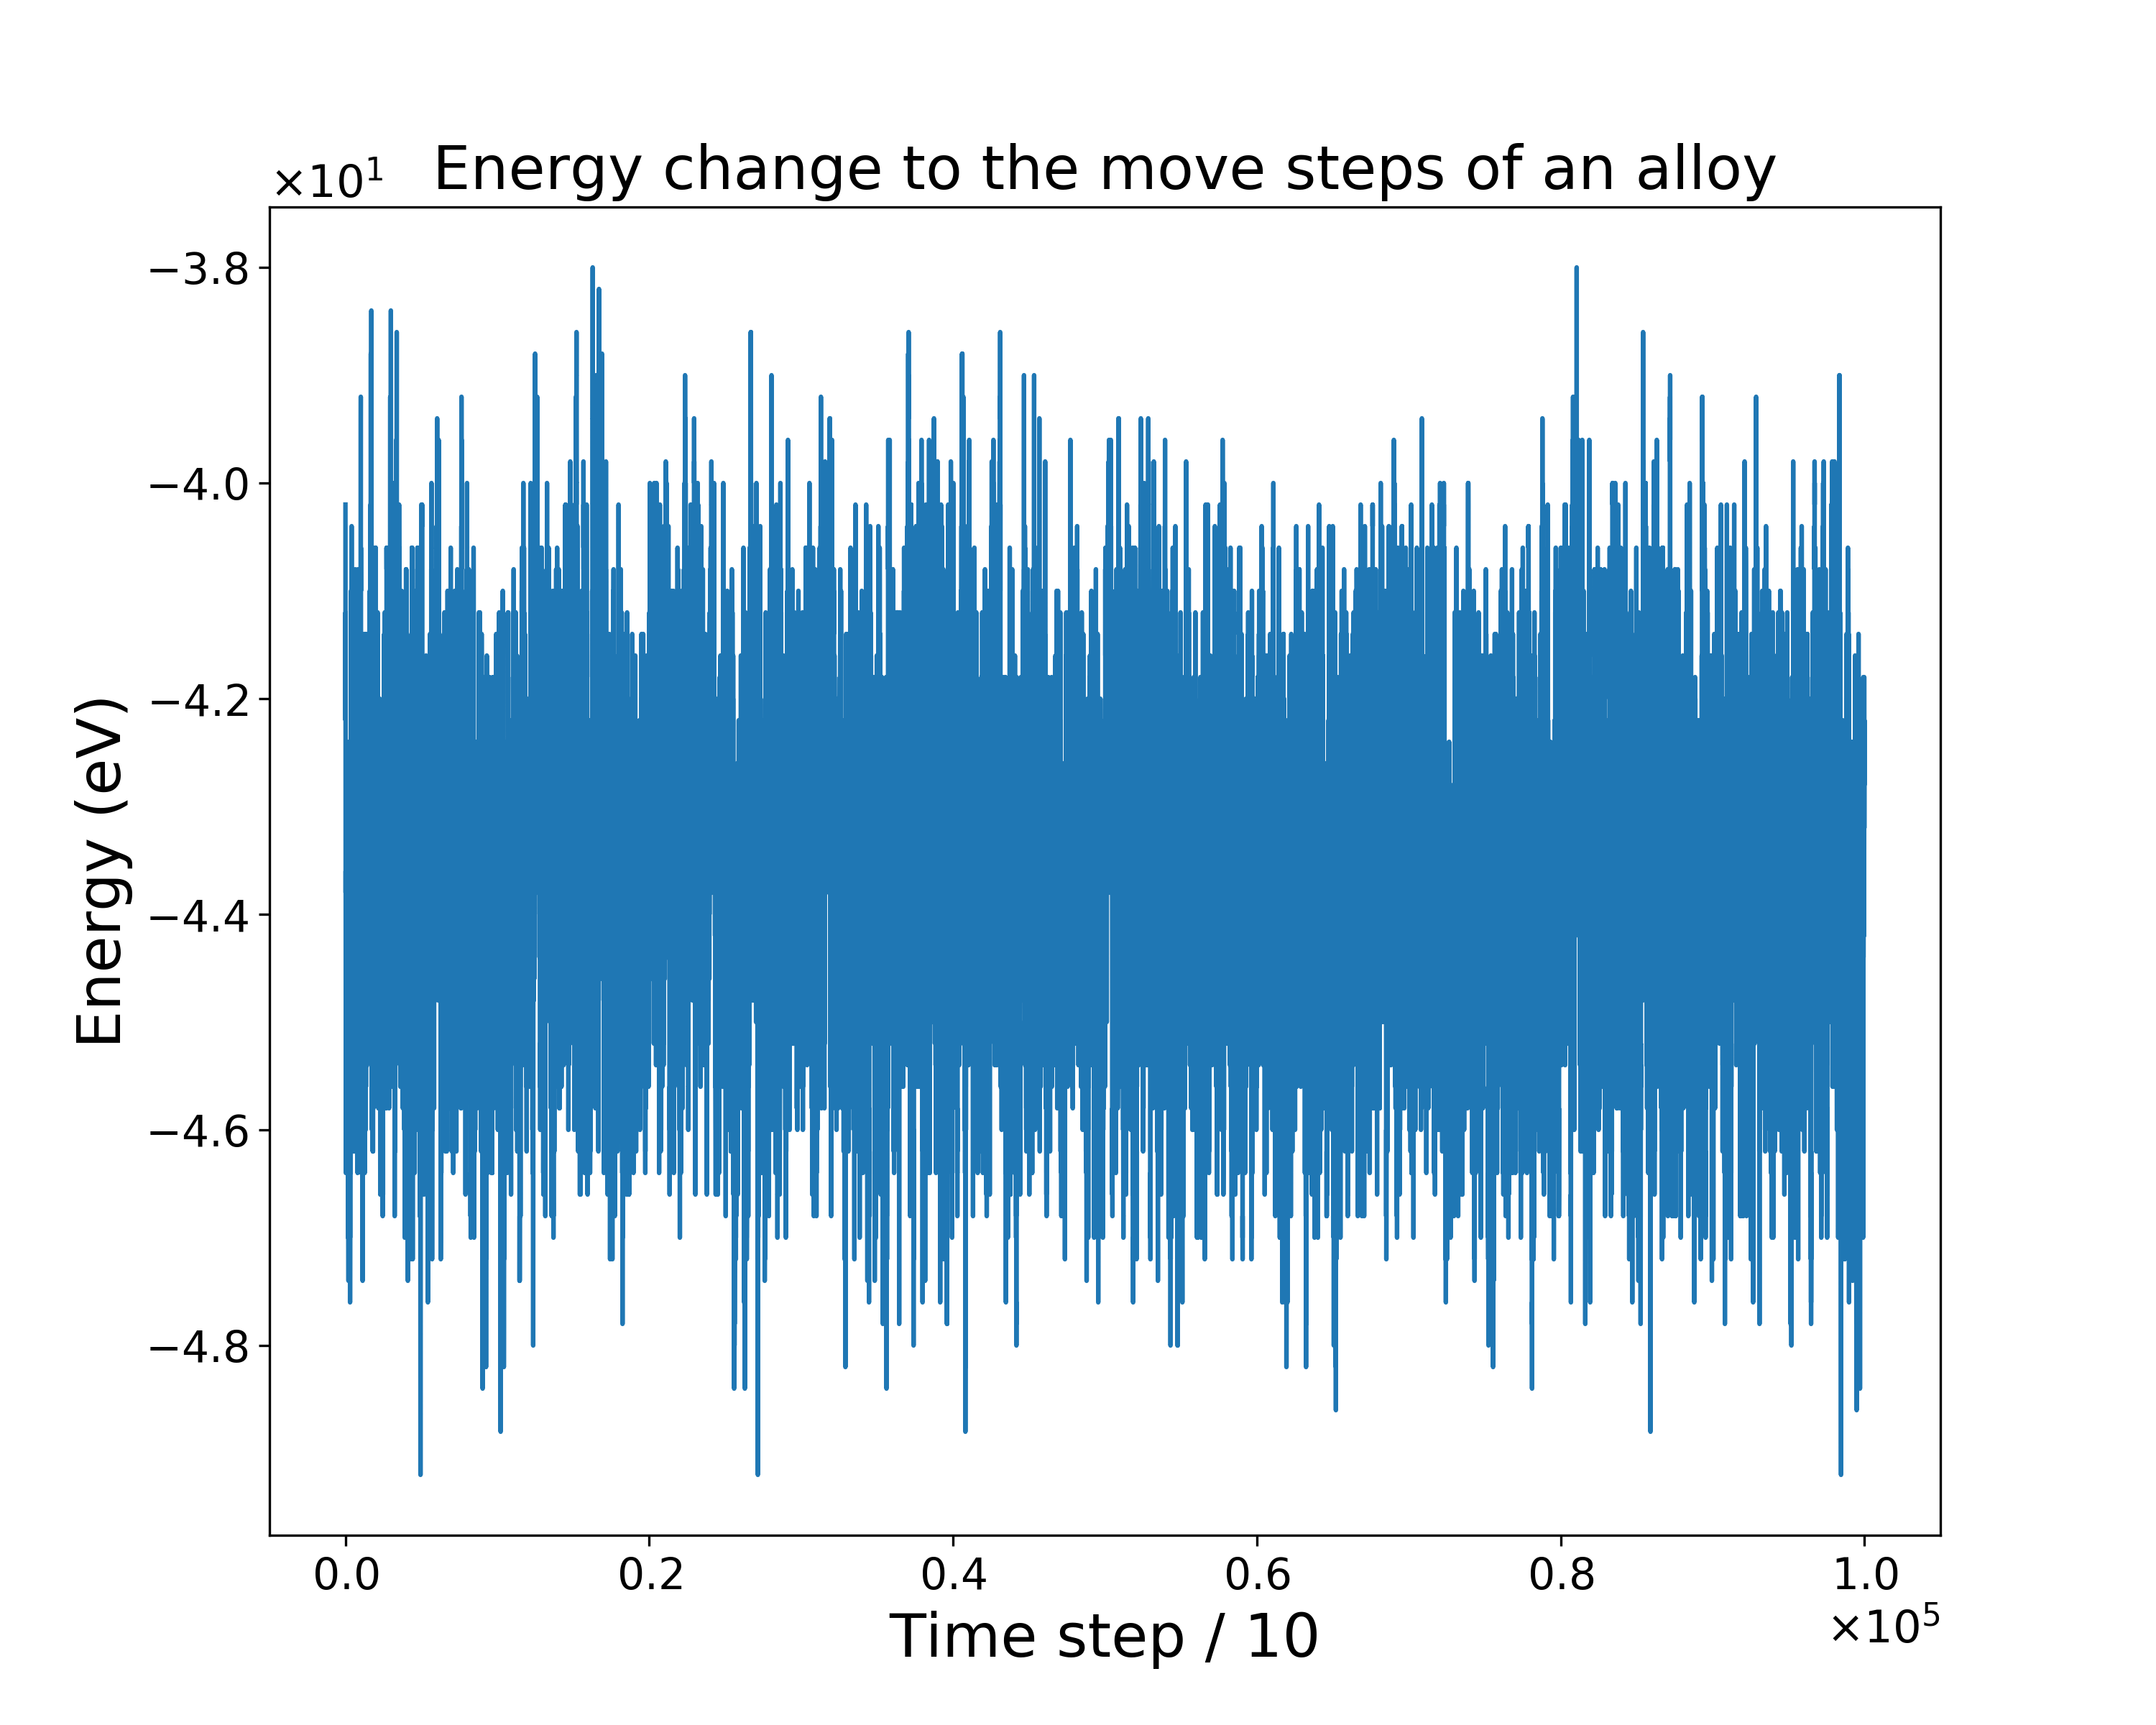 Energy change to the move steps of an alloy
×10¹
−3.8
−4.0
−4.2
−4.4
−4.6
−4.8
Energy (eV)
0.0 0.2 0.4 0.6 0.8 1.0
×10⁵
Time step / 10